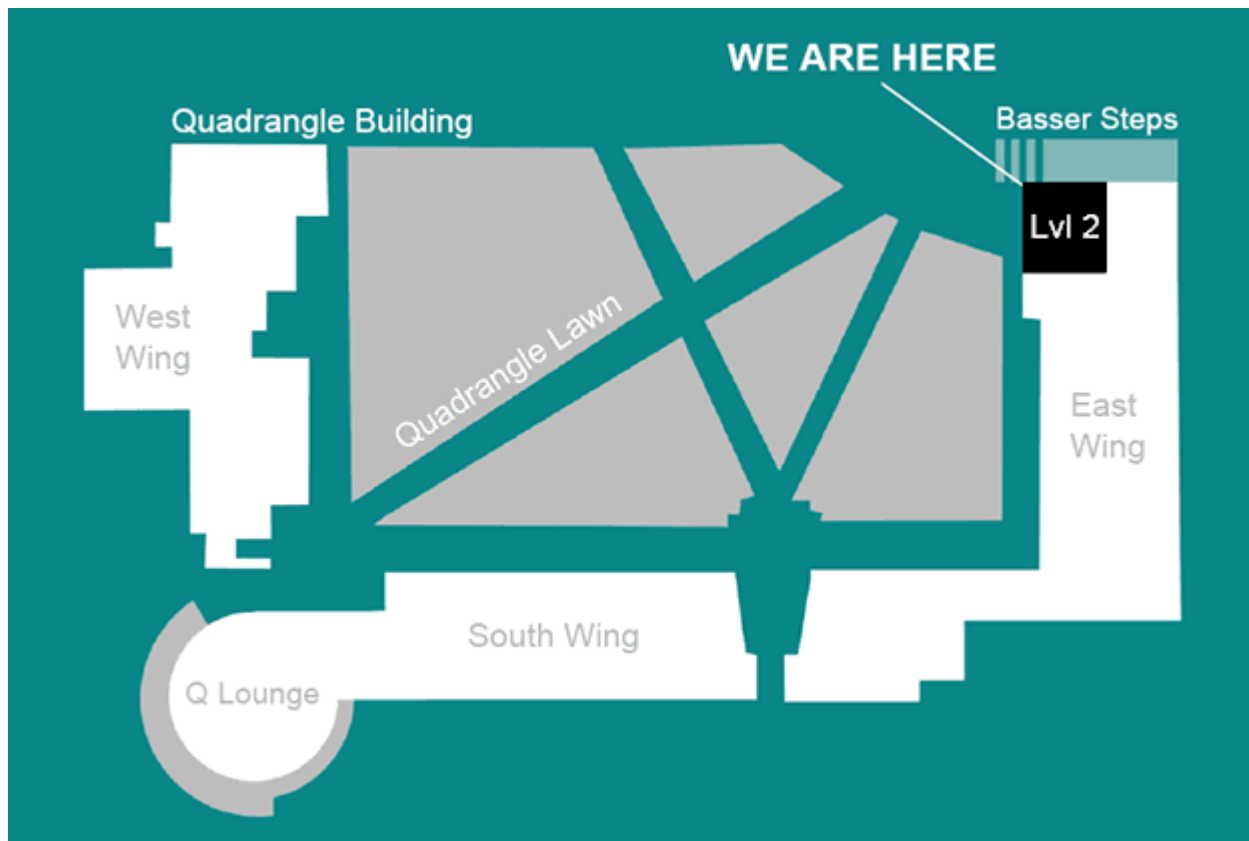 WE ARE HERE
Quadrangle Building
Basser Steps
Lvl 2
West
Wing
Quadrangle Lawn
East
Wing
South Wing
Q Lounge